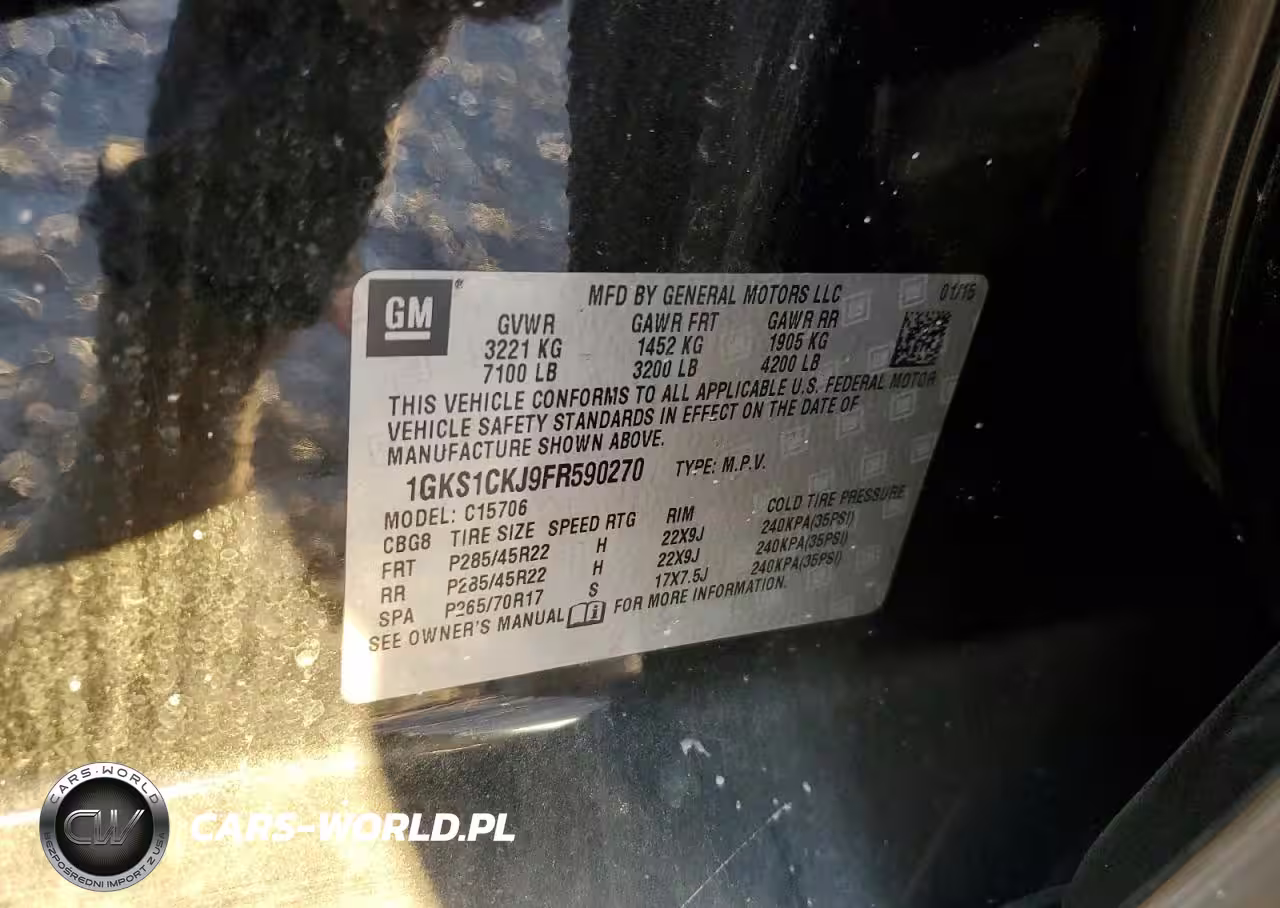 GM ®
MFD BY GENERAL MOTORS LLC 01/15
GVWR GAWR FRT GAWR RR
3221 KG 1452 KG 1905 KG
7100 LB 3200 LB 4200 LB
THIS VEHICLE CONFORMS TO ALL APPLICABLE U.S. FEDERAL MOTOR
VEHICLE SAFETY STANDARDS IN EFFECT ON THE DATE OF
MANUFACTURE SHOWN ABOVE.
1GKS1CKJ9FR590270 TYPE: M.P.V.
MODEL: C15706
CBG8 TIRE SIZE SPEED RTG RIM COLD TIRE PRESSURE
FRT P285/45R22 H 22X9J 240KPA(35PSI)
RR P285/45R22 H 22X9J 240KPA(35PSI)
SPA P265/70R17 S 17X7.5J 240KPA(35PSI)
SEE OWNER'S MANUAL FOR MORE INFORMATION.
CARS-WORLD
CW
BEZPOŚREDNI IMPORT Z USA
CARS-WORLD.PL